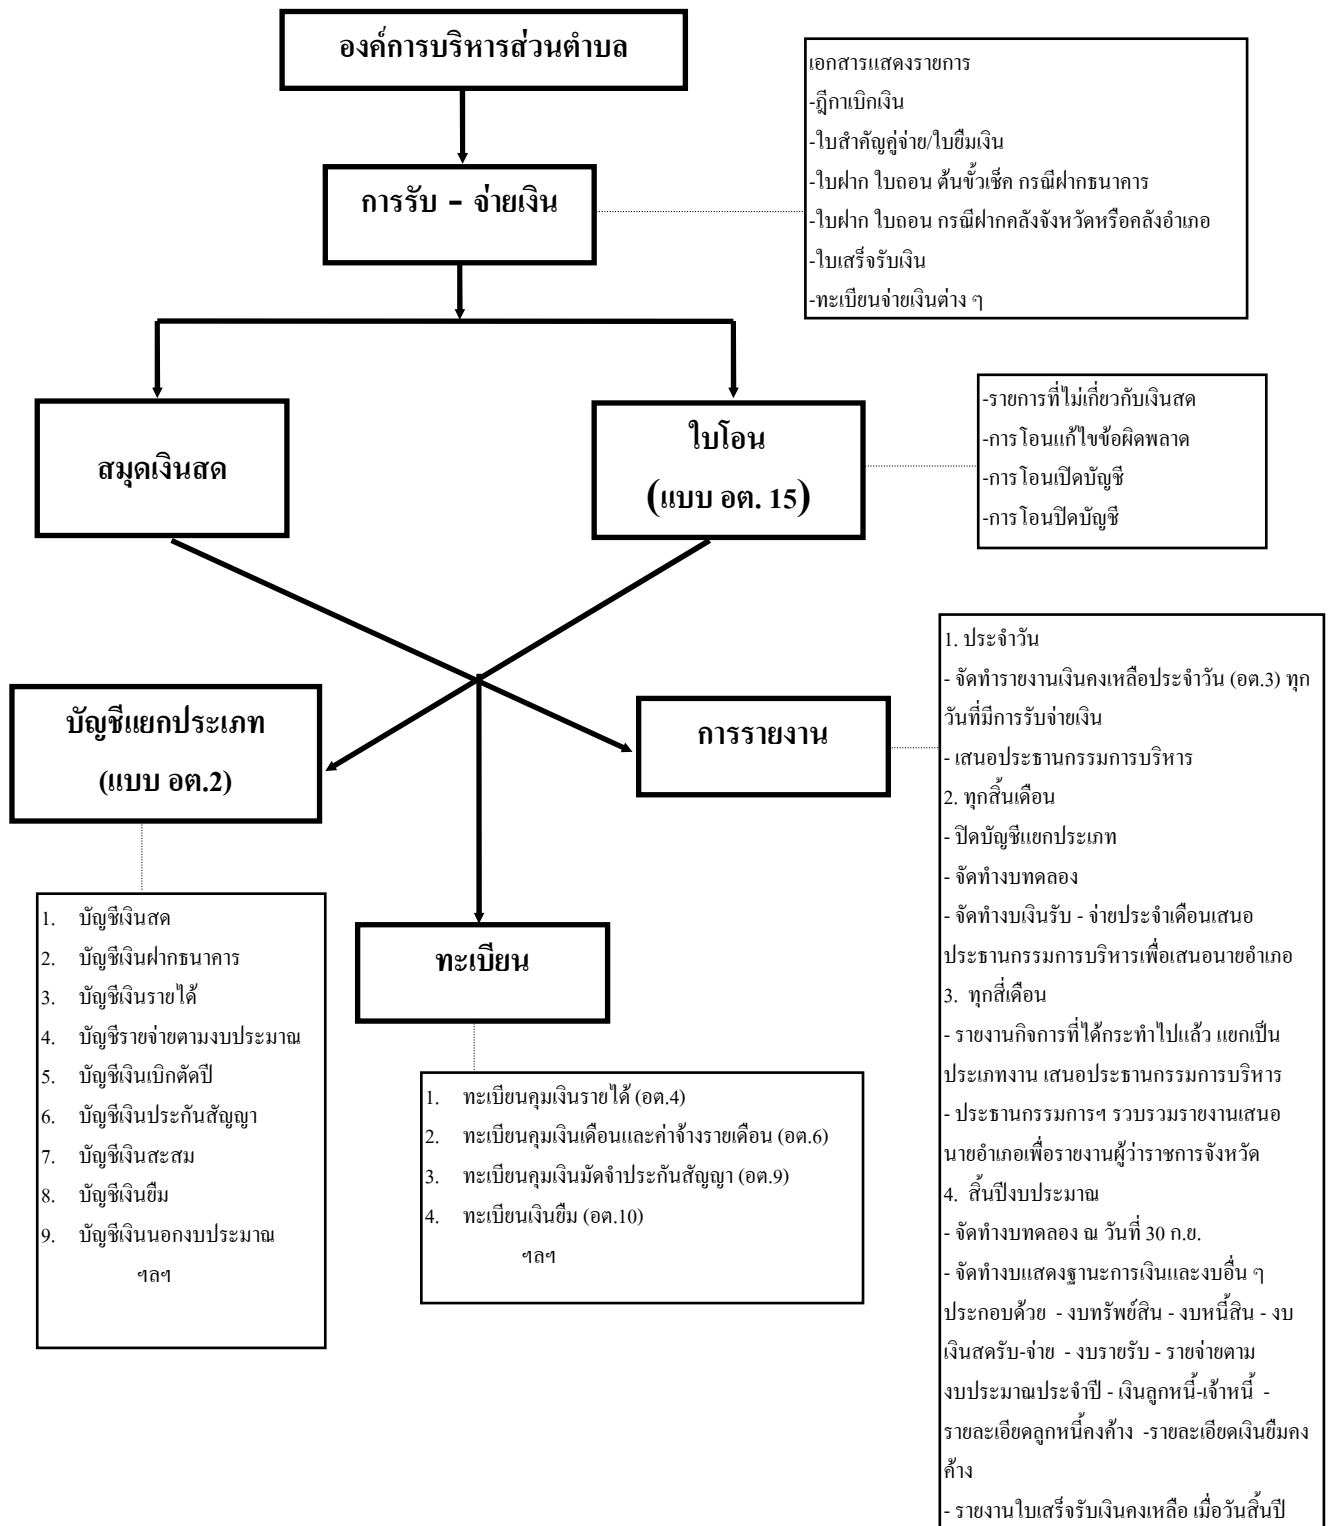 องค์การบริหารส่วนตำบล
เอกสารแสดงรายการ
-ฎีกาเบิกเงิน
-ใบสำคัญคู่จ่าย/ใบยืมเงิน
-ใบฝาก ใบถอน ต้นขั้วเช็ค กรณีฝากธนาคาร
-ใบฝาก ใบถอน กรณีฝากคลังจังหวัดหรือคลังอำเภอ
-ใบเสร็จรับเงิน
-ทะเบียนจ่ายเงินต่าง ๆ
การรับ - จ่ายเงิน
สมุดเงินสด
ใบโอน
(แบบ อต. 15)
-รายการที่ไม่เกี่ยวกับเงินสด
-การโอนแก้ไขข้อผิดพลาด
-การโอนเปิดบัญชี
-การโอนปิดบัญชี
บัญชีแยกประเภท
(แบบ อต.2)
การรายงาน
1. ประจำวัน
- จัดทำรายงานเงินคงเหลือประจำวัน (อต.3) ทุก
วันที่มีการรับจ่ายเงิน
- เสนอประธานกรรมการบริหาร
2. ทุกสิ้นเดือน
- ปิดบัญชีแยกประเภท
- จัดทำงบทดลอง
- จัดทำงบเงินรับ - จ่ายประจำเดือนเสนอ
ประธานกรรมการบริหารเพื่อเสนอนายอำเภอ
3. ทุกสี่เดือน
- รายงานกิจการที่ได้กระทำไปแล้ว แยกเป็น
ประเภทงาน เสนอประธานกรรมการบริหาร
- ประธานกรรมการฯ รวบรวมรายงานเสนอ
นายอำเภอเพื่อรายงานผู้ว่าราชการจังหวัด
4. สิ้นปีงบประมาณ
- จัดทำงบทดลอง ณ วันที่ 30 ก.ย.
- จัดทำงบแสดงฐานะการเงินและงบอื่น ๆ
ประกอบด้วย - งบทรัพย์สิน - งบหนี้สิน - งบ
เงินสดรับ-จ่าย - งบรายรับ - รายจ่ายตาม
งบประมาณประจำปี - เงินลูกหนี้-เจ้าหนี้ -
รายละเอียดลูกหนี้คงค้าง -รายละเอียดเงินยืมคง
ค้าง
- รายงานใบเสร็จรับเงินคงเหลือ เมื่อวันสิ้นปี
1. บัญชีเงินสด
2. บัญชีเงินฝากธนาคาร
3. บัญชีเงินรายได้
4. บัญชีรายจ่ายตามงบประมาณ
5. บัญชีเงินเบิกตัดปี
6. บัญชีเงินประกันสัญญา
7. บัญชีเงินสะสม
8. บัญชีเงินยืม
9. บัญชีเงินนอกงบประมาณ
ฯลฯ
ทะเบียน
1. ทะเบียนคุมเงินรายได้ (อต.4)
2. ทะเบียนคุมเงินเดือนและค่าจ้างรายเดือน (อต.6)
3. ทะเบียนคุมเงินมัดจำประกันสัญญา (อต.9)
4. ทะเบียนเงินยืม (อต.10)
ฯลฯ